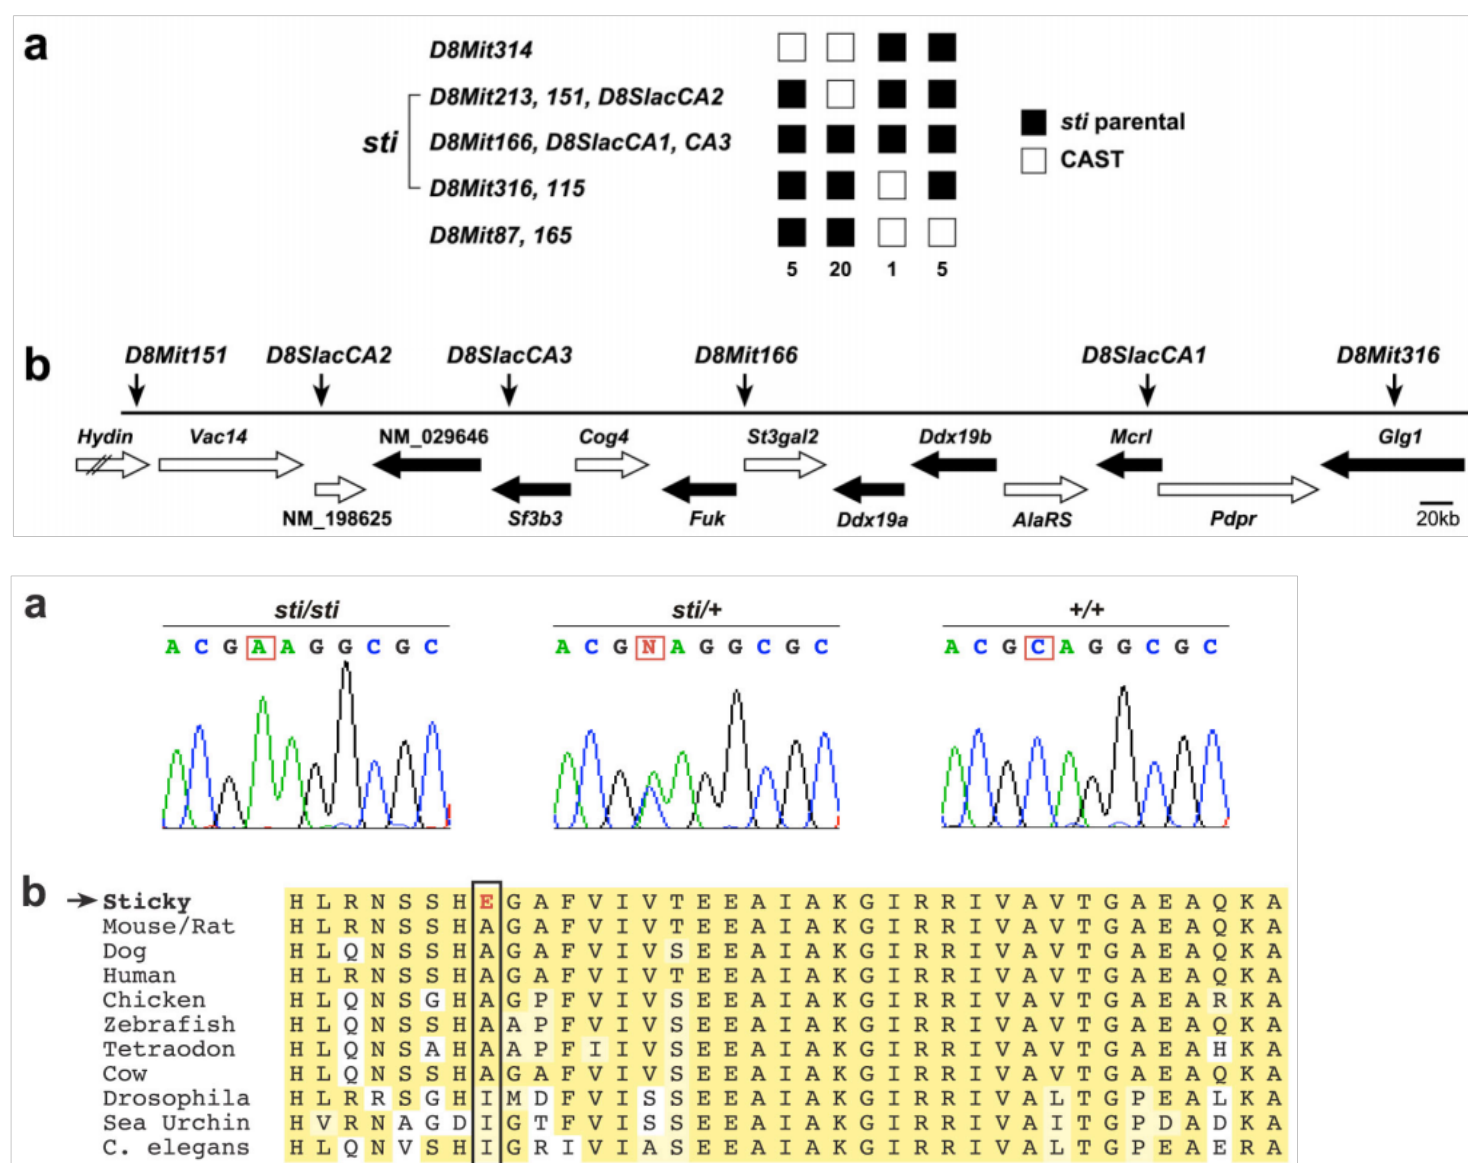 a
D8Mit314
D8Mit213, 151, D8SlacCA2
sti
D8Mit166, D8SlacCA1, CA3
D8Mit316, 115
D8Mit87, 165
5 20 1 5
sti parental
CAST
b
D8Mit151 D8SlacCA2 D8SlacCA3 D8Mit166 D8SlacCA1 D8Mit316
Hydin Vac14 NM_029646 Cog4 St3gal2 Ddx19b Mcrl Glg1
NM_198625 Sf3b3 Fuk Ddx19a AlaRS Pdpr 20kb
a
sti/sti sti/+ +/+
A C G A A G G C G C A C G N A G G C G C A C G C A G G C G C
b
Sticky H L R N S S H E G A F V I V T E E A I A K G I R R I V A V T G A E A Q K A
Mouse/Rat H L R N S S H A G A F V I V T E E A I A K G I R R I V A V T G A E A Q K A
Dog H L Q N S S H A G A F V I V S E E A I A K G I R R I V A V T G A E A Q K A
Human H L R N S S H A G A F V I V T E E A I A K G I R R I V A V T G A E A Q K A
Chicken H L Q N S G H A G P F V I V S E E A I A K G I R R I V A V T G A E A R K A
Zebrafish H L Q N S S H A A P F V I V S E E A I A K G I R R I V A V T G A E A Q K A
Tetraodon H L Q N S A H A A P F I I V S E E A I A K G I R R I V A V T G A E A H K A
Cow H L Q N S S H A G A F V I V S E E A I A K G I R R I V A V T G A E A Q K A
Drosophila H L R R S G H I M D F V I S S E E A I A K G I R R I V A L T G P E A L K A
Sea Urchin H V R N A G D I G T F V I S S E E A I A K G I R R I V A I T G P D A D K A
C. elegans H L Q N V S H I G R I V I A S E E A I A K G I R R I V A L T G P E A E R A